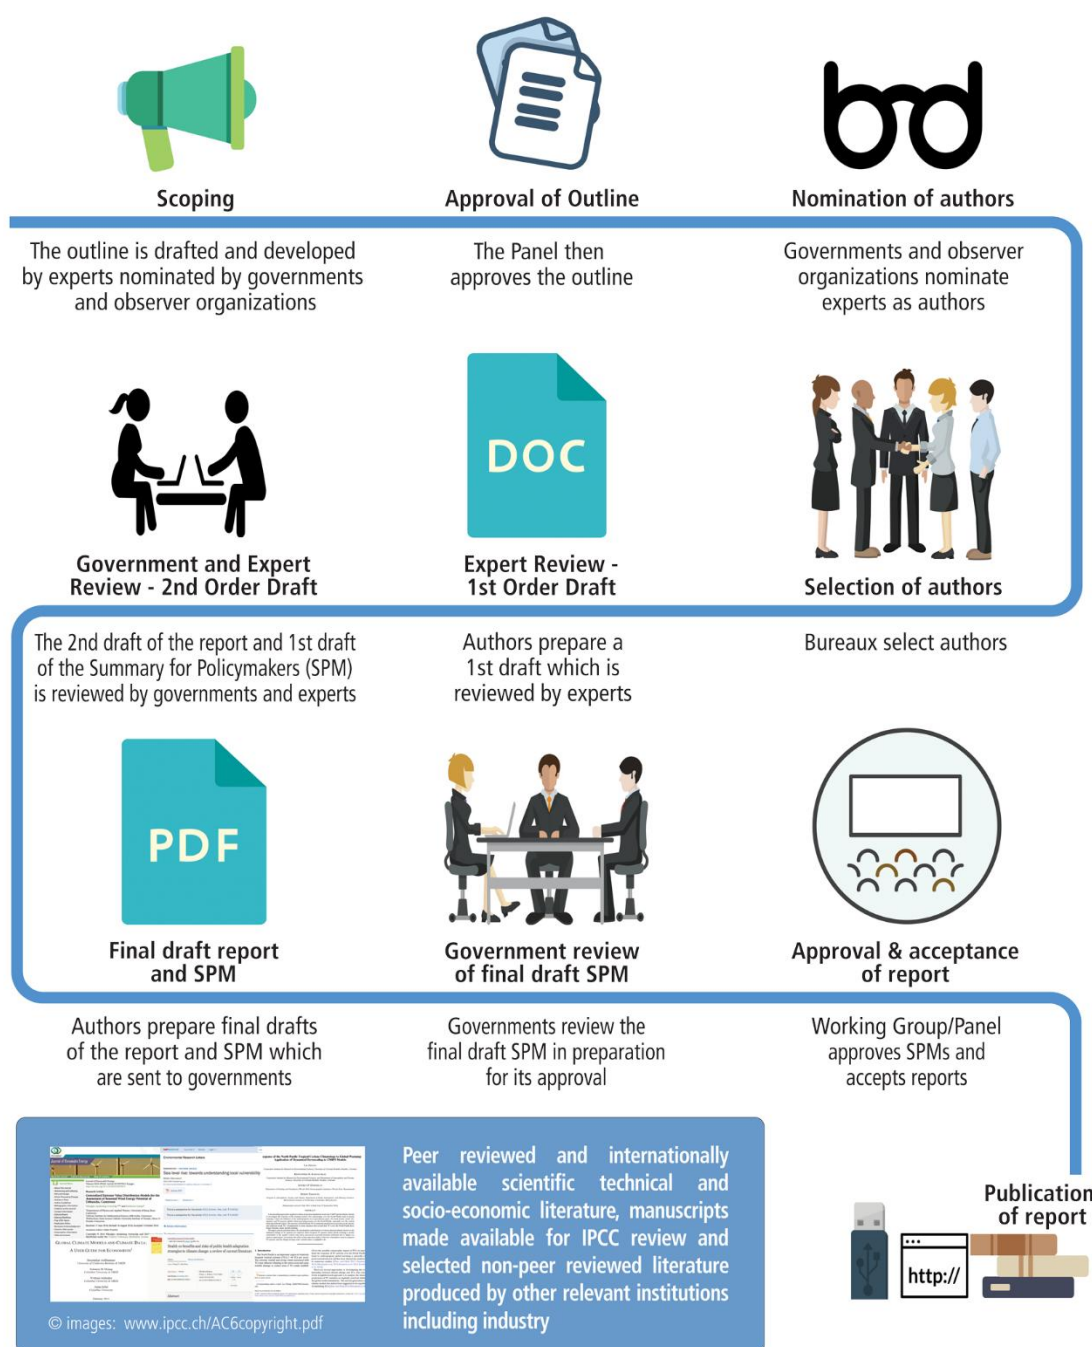 Scoping
Approval of Outline
Nomination of authors
The outline is drafted and developed
by experts nominated by governments
and observer organizations
The Panel then
approves the outline
Governments and observer
organizations nominate
experts as authors
DOC
Government and Expert
Review - 2nd Order Draft
Expert Review -
1st Order Draft
Selection of authors
The 2nd draft of the report and 1st draft
of the Summary for Policymakers (SPM)
is reviewed by governments and experts
Authors prepare a
1st draft which is
reviewed by experts
Bureaux select authors
PDF
Final draft report
and SPM
Government review
of final draft SPM
Approval & acceptance
of report
Authors prepare final drafts
of the report and SPM which
are sent to governments
Governments review the
final draft SPM in preparation
for its approval
Working Group/Panel
approves SPMs and
accepts reports
Peer reviewed and internationally
available scientific technical and
socio-economic literature, manuscripts
made available for IPCC review and
selected non-peer reviewed literature
produced by other relevant institutions
including industry
© images: www.ipcc.ch/AC6copyright.pdf
Publication
of report
http://